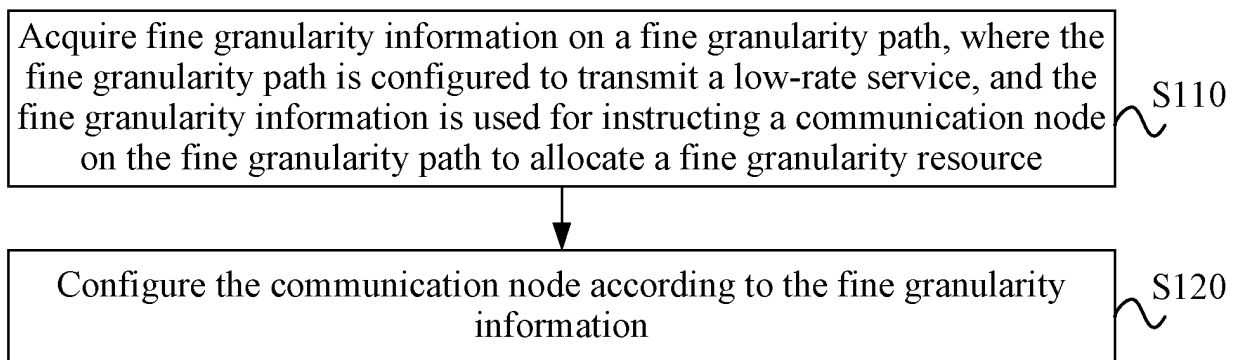 Acquire fine granularity information on a fine granularity path, where the
fine granularity path is configured to transmit a low-rate service, and the
fine granularity information is used for instructing a communication node
on the fine granularity path to allocate a fine granularity resource
S110
Configure the communication node according to the fine granularity
information
S120